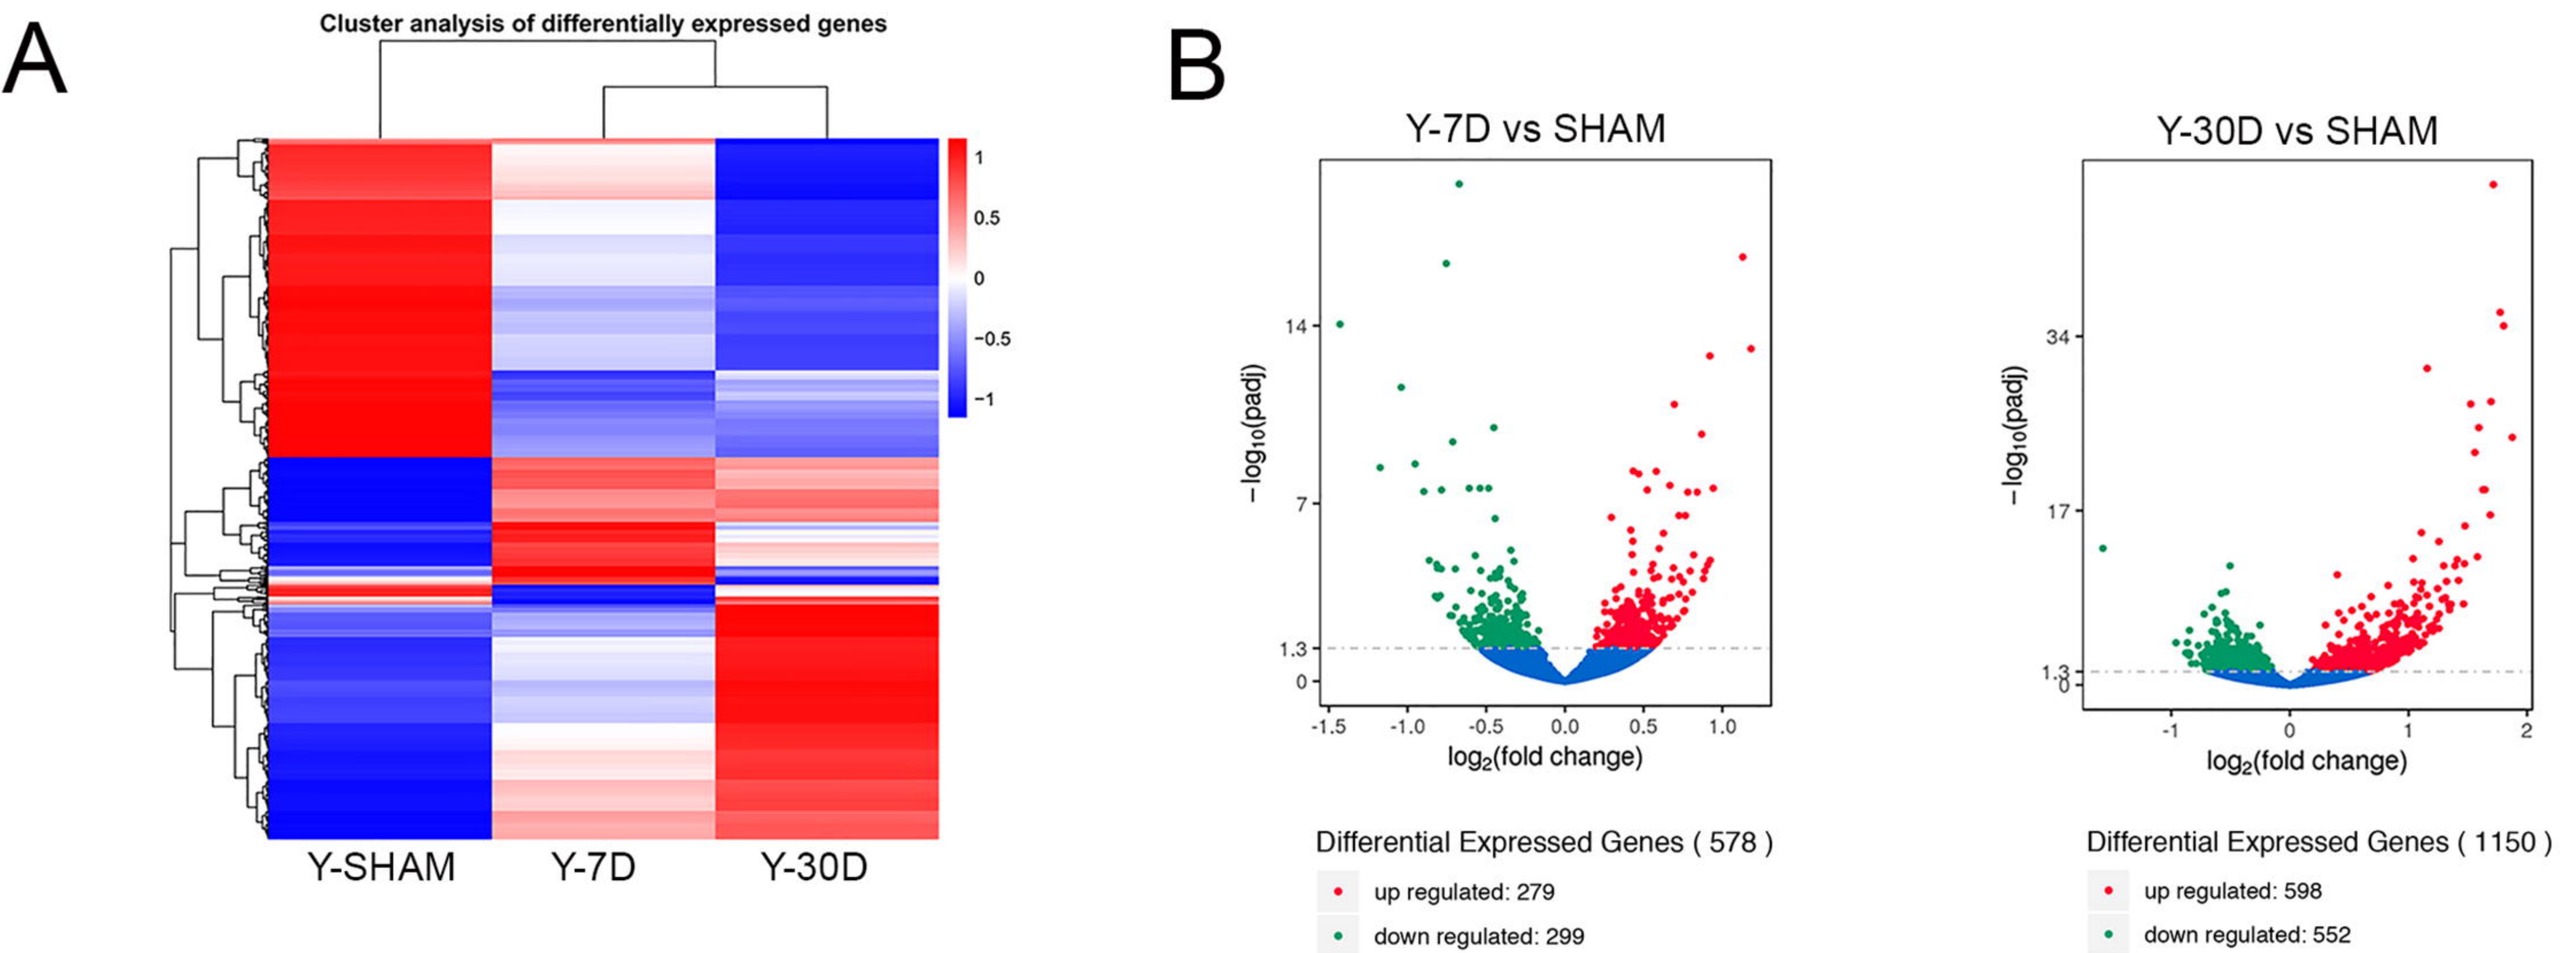 A
Cluster analysis of differentially expressed genes
1
0.5
0
−0.5
−1
Y-SHAM
Y-7D
Y-30D
B
Y-7D vs SHAM
14
7
1.3
0
−log₁₀(padj)
-1.5
-1.0
-0.5
0.0
0.5
1.0
log₂(fold change)
Differential Expressed Genes ( 578 )
up regulated: 279
down regulated: 299
Y-30D vs SHAM
34
17
1.3
0
−log₁₀(padj)
-1
0
1
2
log₂(fold change)
Differential Expressed Genes ( 1150 )
up regulated: 598
down regulated: 552